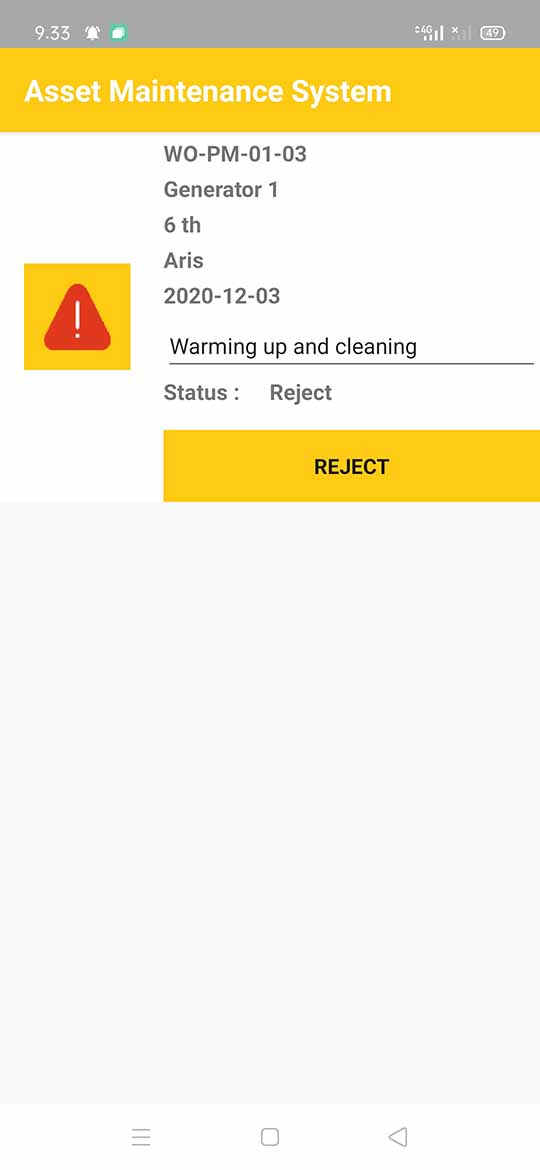 9.33
4G
49
Asset Maintenance System
WO-PM-01-03
Generator 1
6 th
Aris
2020-12-03
!
Warming up and cleaning
Status : Reject
REJECT